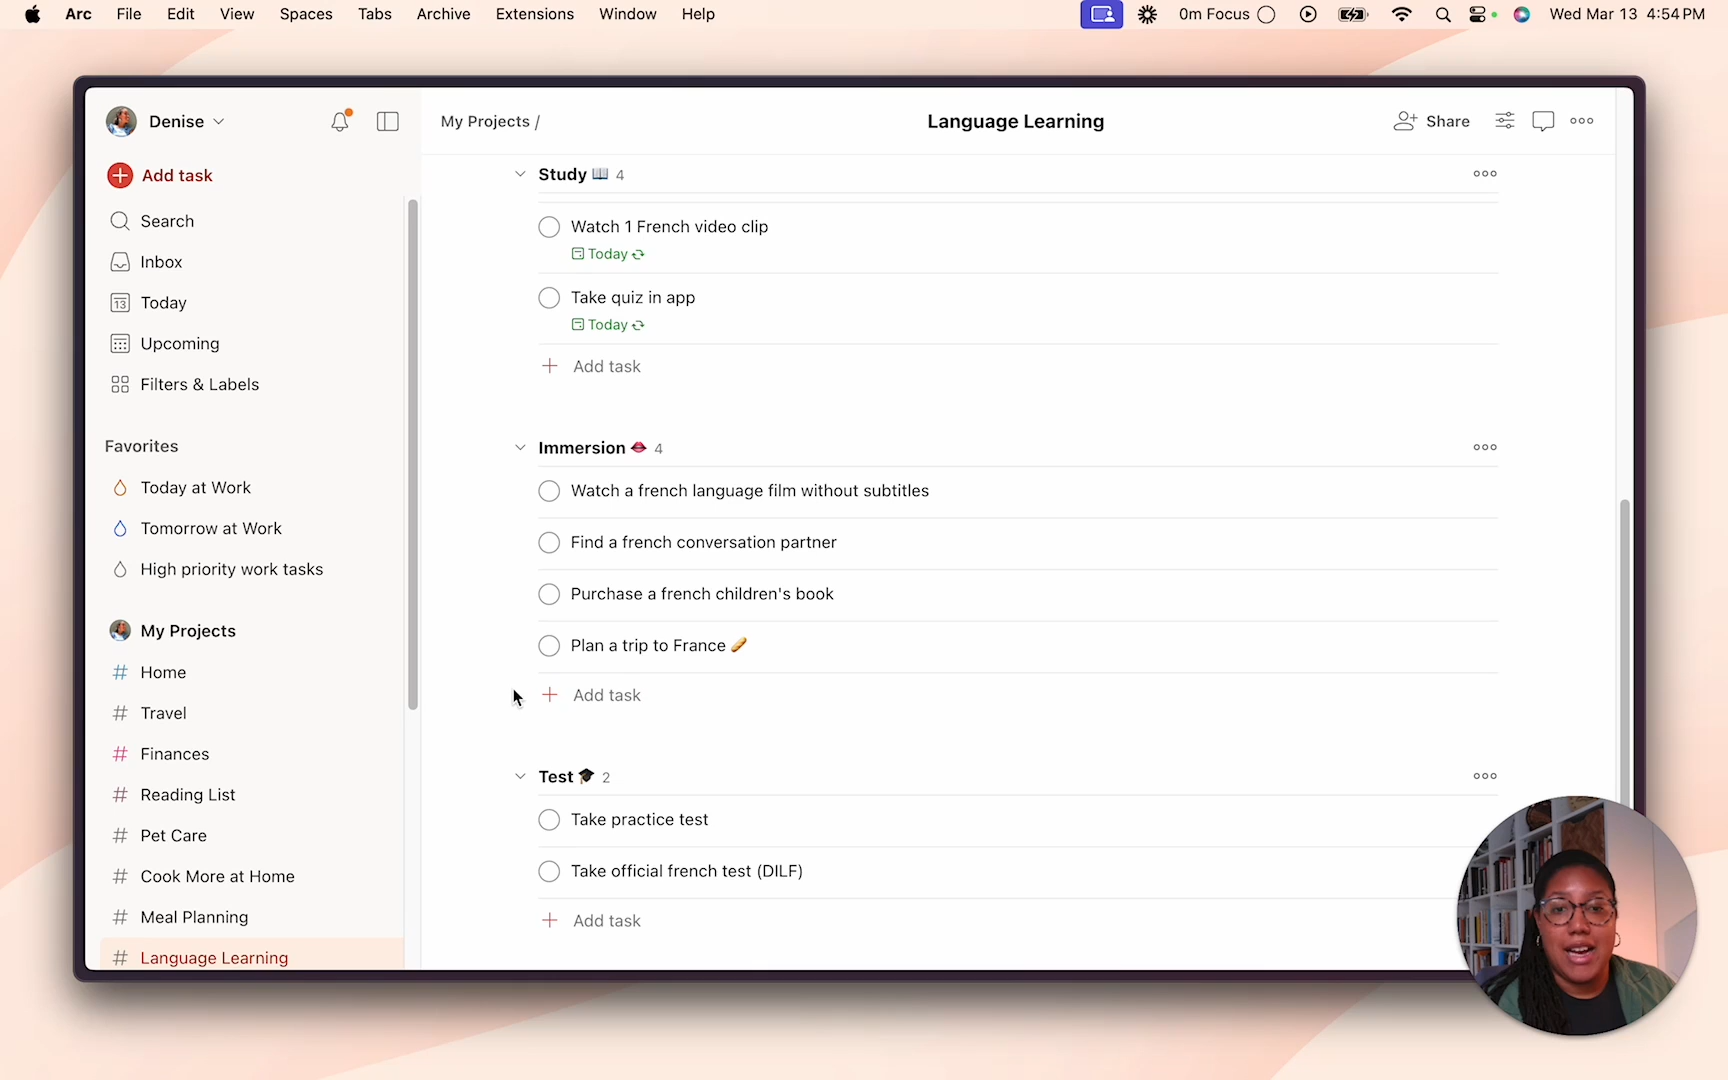 Arc File Edit View Spaces Tabs Archive Extensions Window Help 0m Focus Wed Mar 13 4:54 PM
Denise
Add task
Search
Inbox
13 Today
Upcoming
Filters & Labels
Favorites
Today at Work
Tomorrow at Work
High priority work tasks
My Projects
# Home
# Travel
# Finances
# Reading List
# Pet Care
# Cook More at Home
# Meal Planning
# Language Learning
My Projects /
Language Learning
Share
Study 📖 4
Watch 1 French video clip
Today
Take quiz in app
Today
+ Add task
Immersion 👄 4
Watch a french language film without subtitles
Find a french conversation partner
Purchase a french children's book
Plan a trip to France 🥖
+ Add task
Test 🎓 2
Take practice test
Take official french test (DILF)
+ Add task